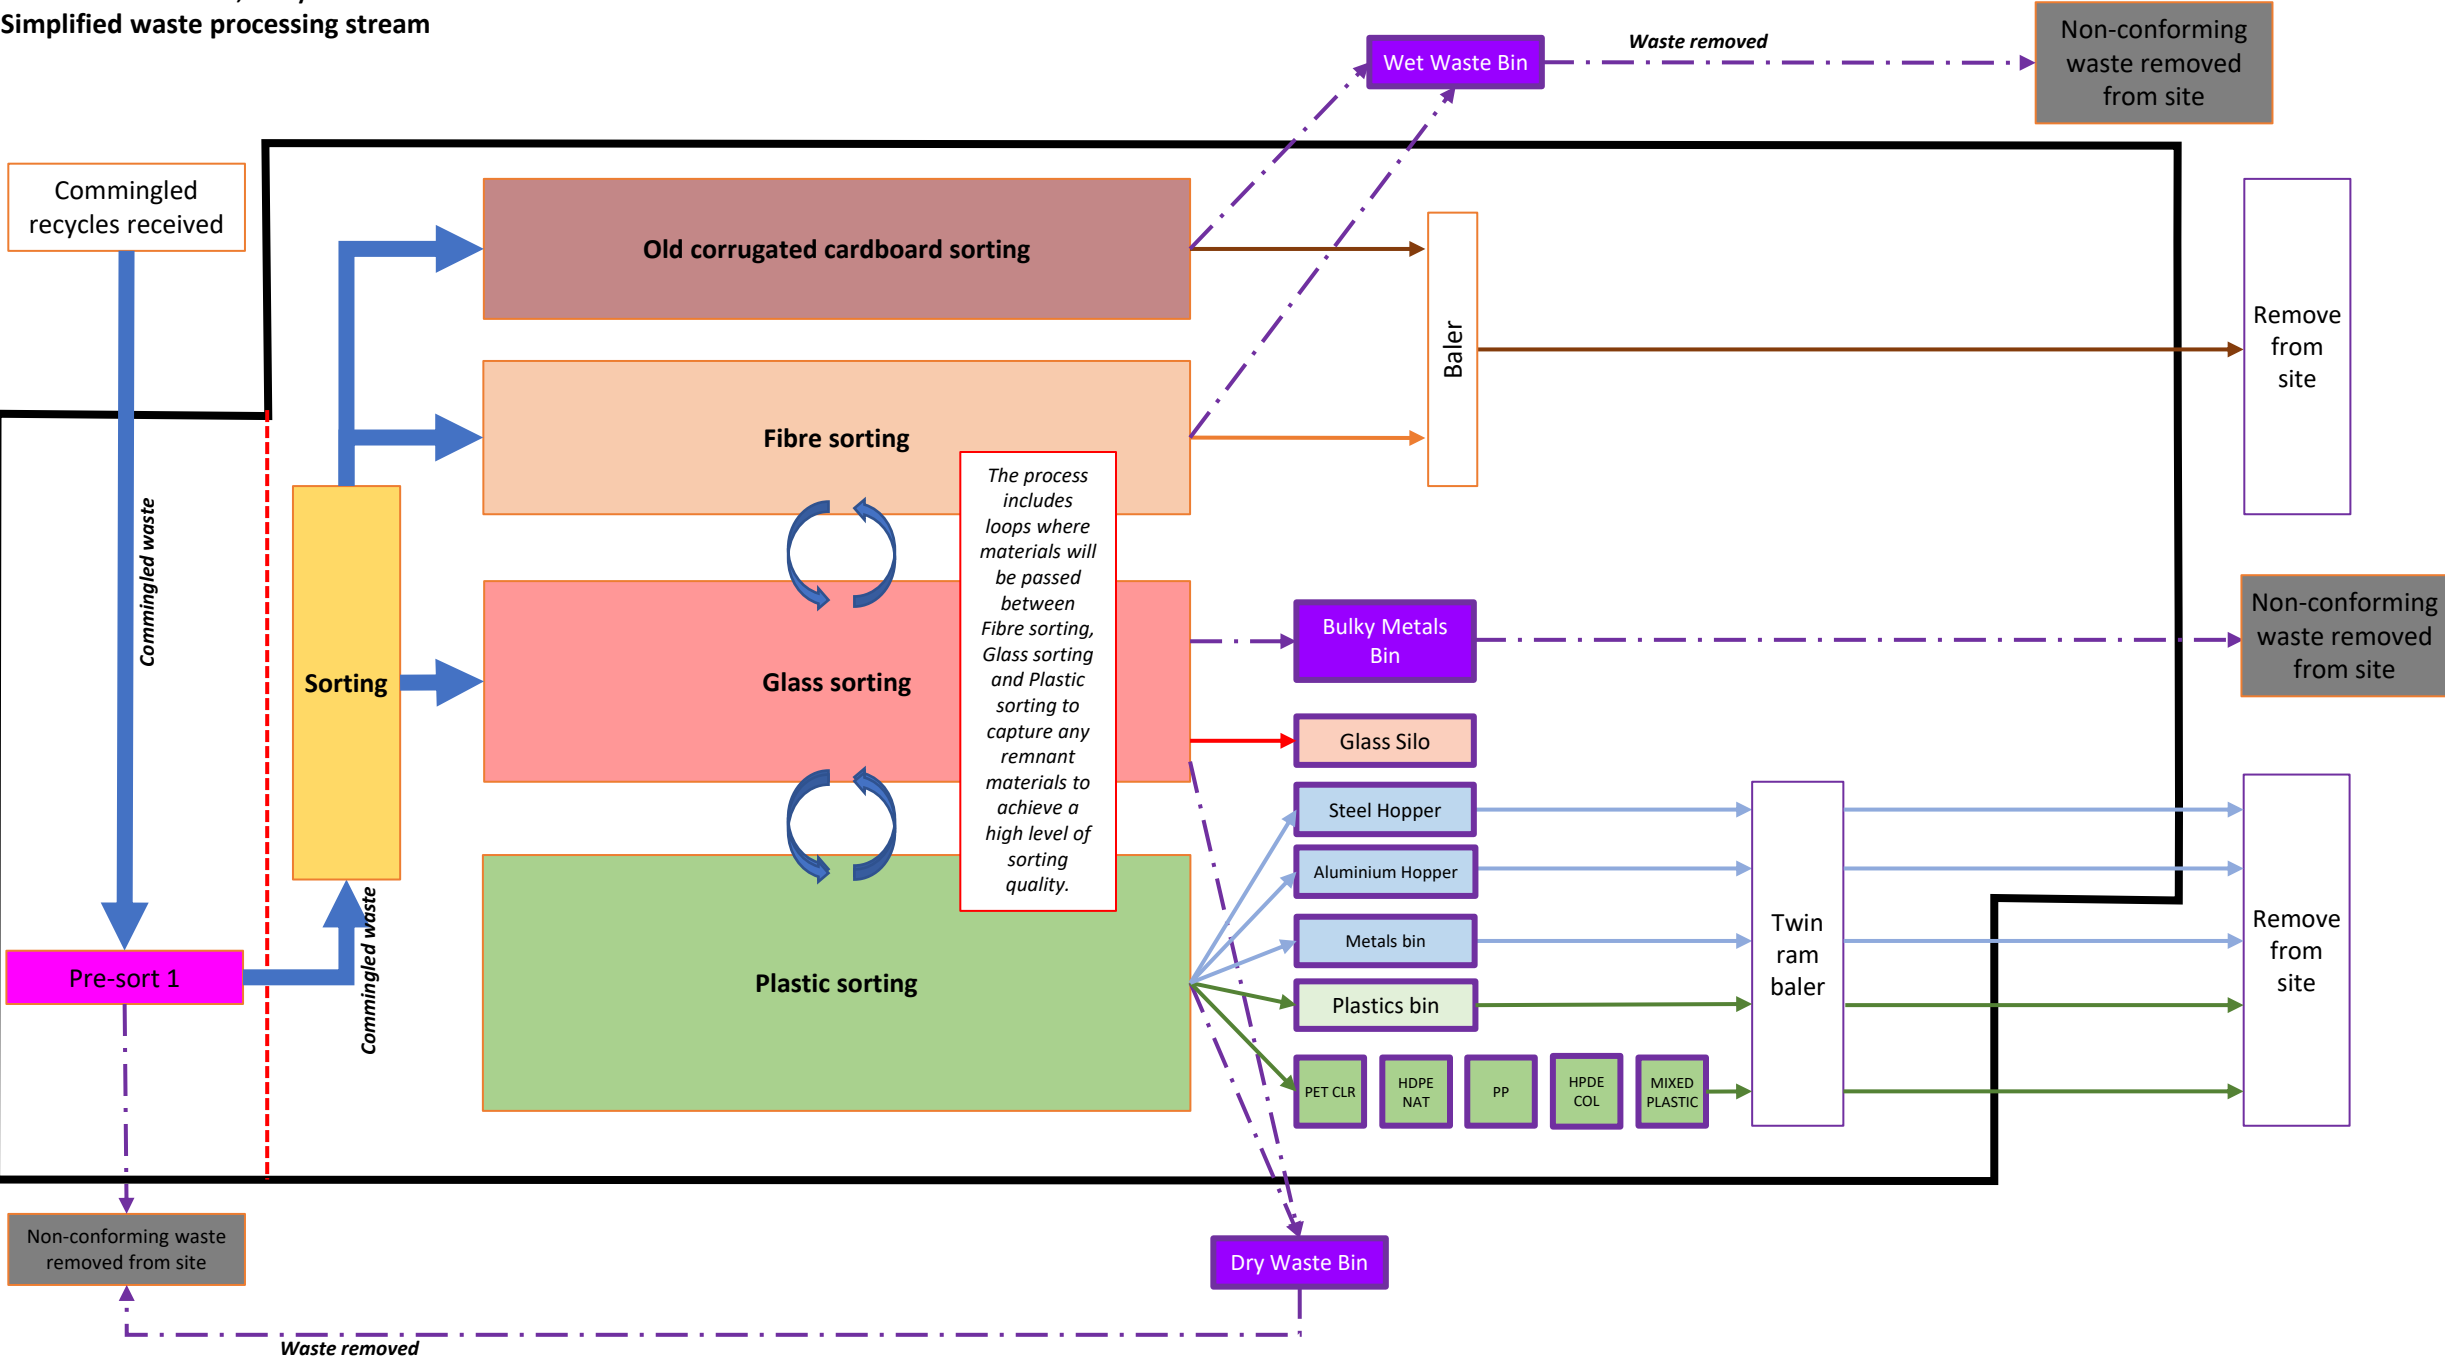 Simplified waste processing stream
Wet Waste Bin
Waste removed
Non-conforming
waste removed
from site
Commingled
recycles received
Old corrugated cardboard sorting
Baler
Remove
from
site
Fibre sorting
Commingled waste
The process
includes
loops where
materials will
be passed
between
Fibre sorting,
Glass sorting
and Plastic
sorting to
capture any
remnant
materials to
achieve a
high level of
sorting
quality.
Sorting
Glass sorting
Bulky Metals
Bin
Non-conforming
waste removed
from site
Glass Silo
Steel Hopper
Aluminium Hopper
Metals bin
Plastics bin
Twin
ram
baler
Remove
from
site
Pre-sort 1
Commingled waste
Plastic sorting
PET CLR
HDPE
NAT
PP
HPDE
COL
MIXED
PLASTIC
Non-conforming waste
removed from site
Dry Waste Bin
Waste removed